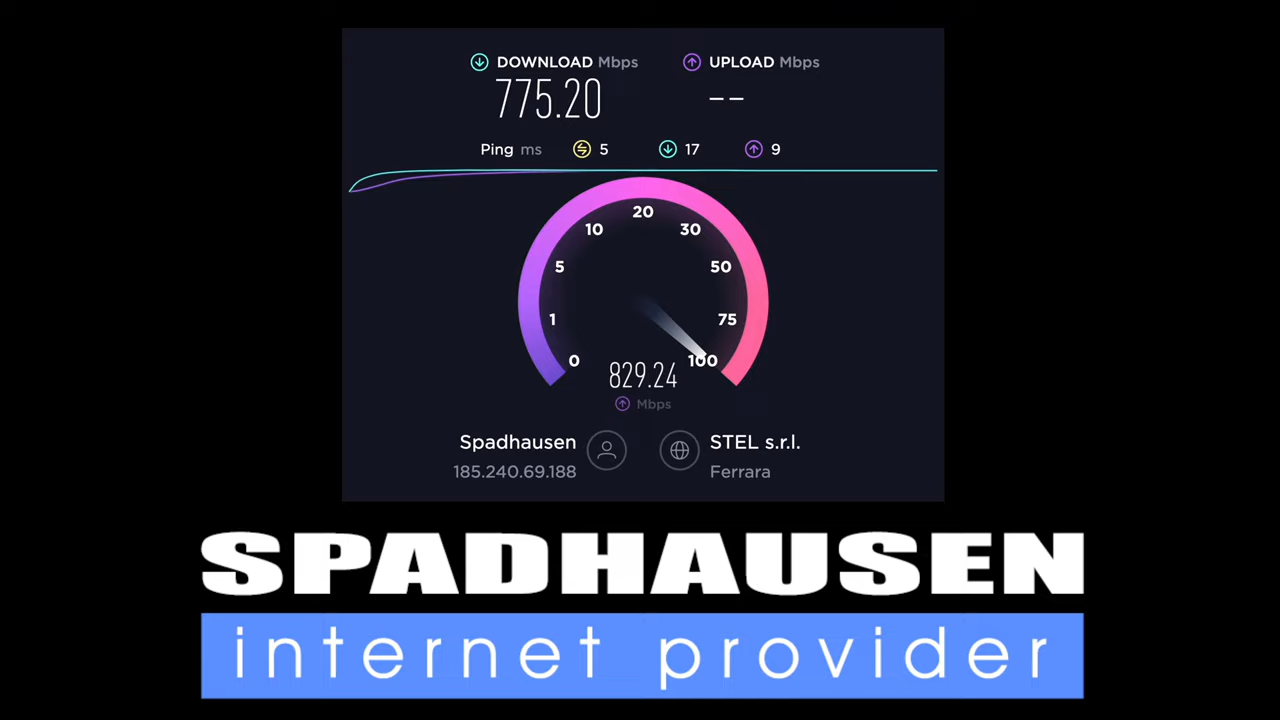 DOWNLOAD Mbps UPLOAD Mbps
775.20 – –
Ping ms 5 17 9
20
10 30
5 50
1 75
0 100
829.24
Mbps
Spadhausen STEL s.r.l.
185.240.69.188 Ferrara
SPADHAUSEN
internet provider